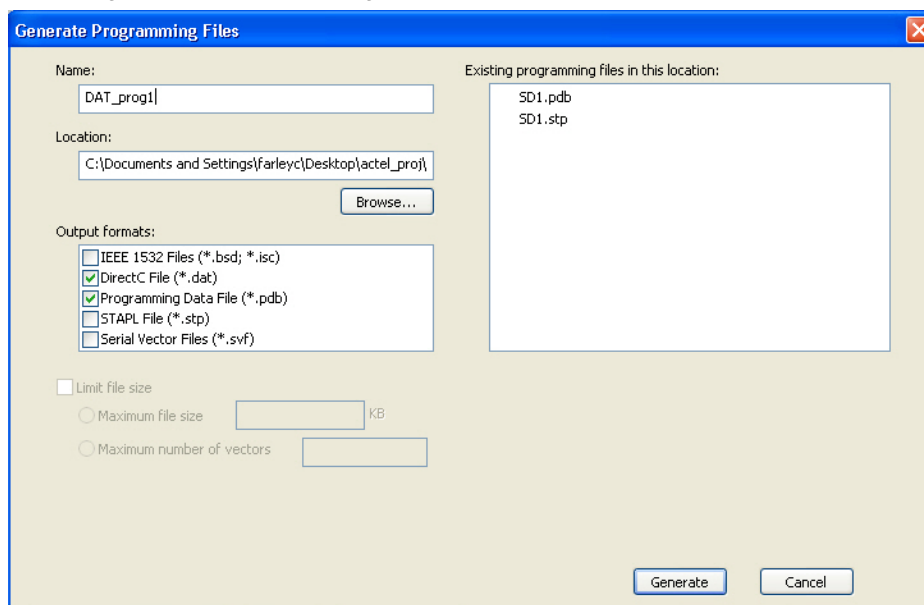 Generate Programming Files
Name:
DAT_prog1
Location:
C:\Documents and Settings\farleyc\Desktop\actel_proj\
Browse...
Output formats:
IEEE 1532 Files (*.bsd; *.isc)
DirectC File (*.dat)
Programming Data File (*.pdb)
STAPL File (*.stp)
Serial Vector Files (*.svf)
Limit file size
Maximum file size
KB
Maximum number of vectors
Existing programming files in this location:
SD1.pdb
SD1.stp
Generate
Cancel